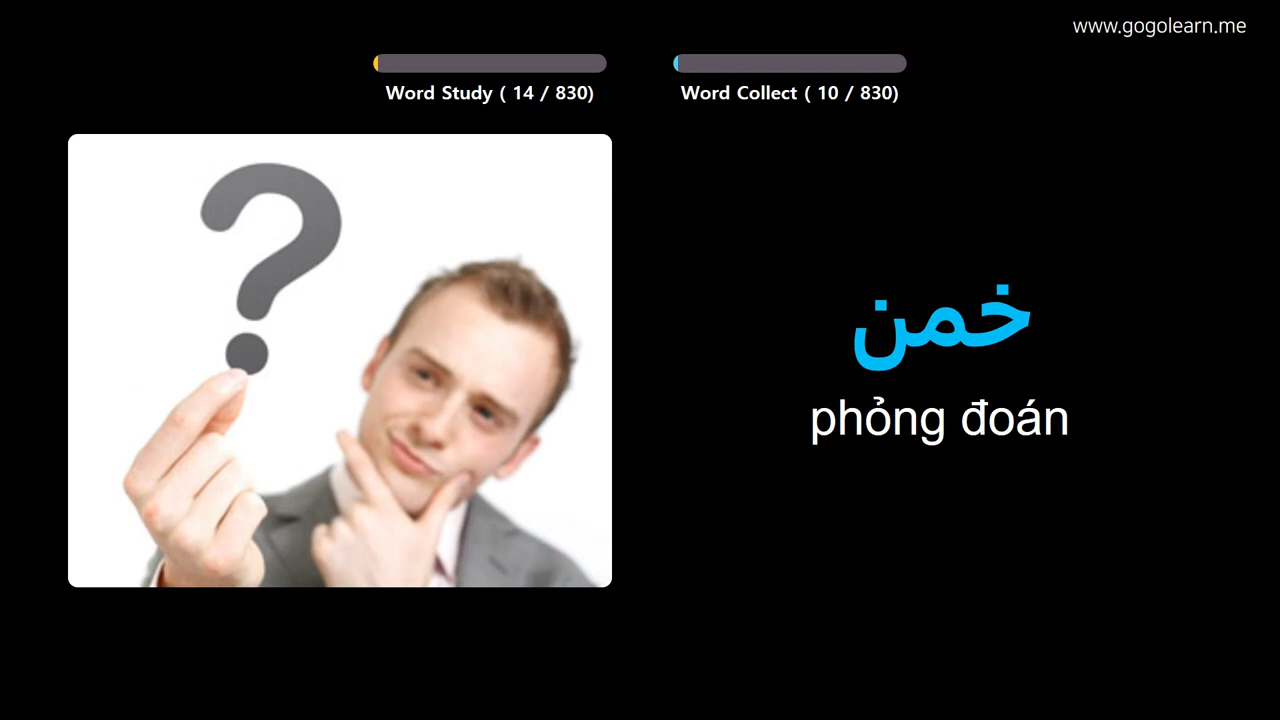 www.gogolearn.me
Word Study ( 14 / 830)
Word Collect ( 10 / 830)
?
خمن
phỏng đoán